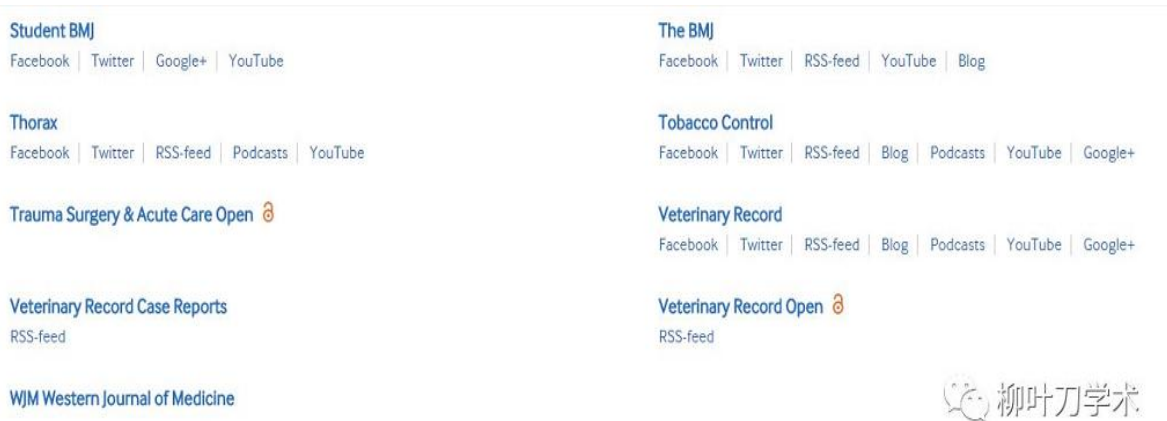 Student BMJ
Facebook | Twitter | Google+ | YouTube
The BMJ
Facebook | Twitter | RSS-feed | YouTube | Blog
Thorax
Facebook | Twitter | RSS-feed | Podcasts | YouTube
Tobacco Control
Facebook | Twitter | RSS-feed | Blog | Podcasts | YouTube | Google+
Trauma Surgery & Acute Care Open
Veterinary Record
Facebook | Twitter | RSS-feed | Blog | Podcasts | YouTube | Google+
Veterinary Record Case Reports
RSS-feed
Veterinary Record Open
RSS-feed
WJM Western Journal of Medicine
柳叶刀学术